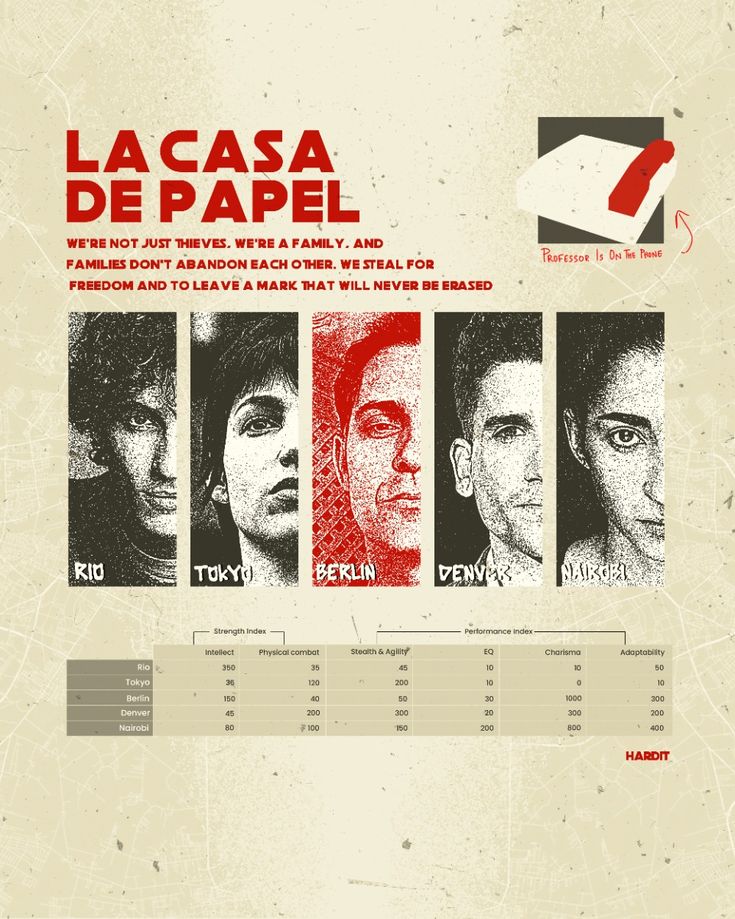 LA CASA
DE PAPEL
WE'RE NOT JUST THIEVES. WE'RE A FAMILY. AND
FAMILIES DON'T ABANDON EACH OTHER. WE STEAL FOR
FREEDOM AND TO LEAVE A MARK THAT WILL NEVER BE ERASED
PROFESSOR IS ON THE PHONE
RIO TOKYO BERLIN DENVER NAIROBI
Strength Index Performance Index
Intellect Physical combat Stealth & Agility EQ Charisma Adaptability
Rio 350 35 45 10 10 50
Tokyo 36 120 200 10 0 10
Berlin 150 40 50 30 1000 300
Denver 45 200 300 20 300 200
Nairobi 80 100 150 200 800 400
HARDIT